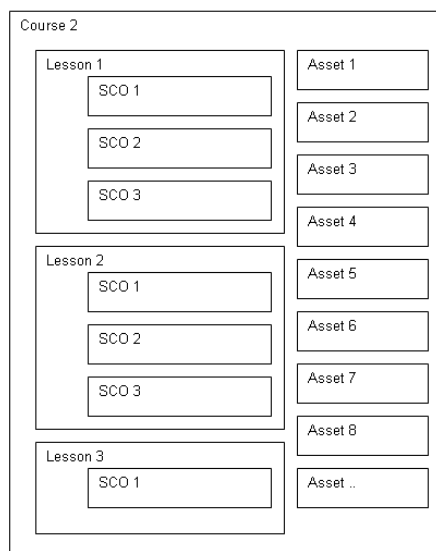 Course 2
Lesson 1
SCO 1
SCO 2
SCO 3
Lesson 2
SCO 1
SCO 2
SCO 3
Lesson 3
SCO 1
Asset 1
Asset 2
Asset 3
Asset 4
Asset 5
Asset 6
Asset 7
Asset 8
Asset ..